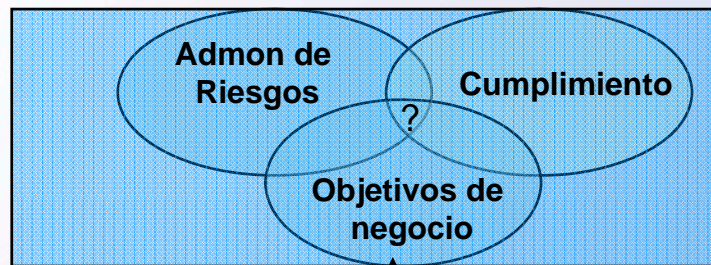 Admon de
Riesgos
Cumplimiento
?
Objetivos de
negocio